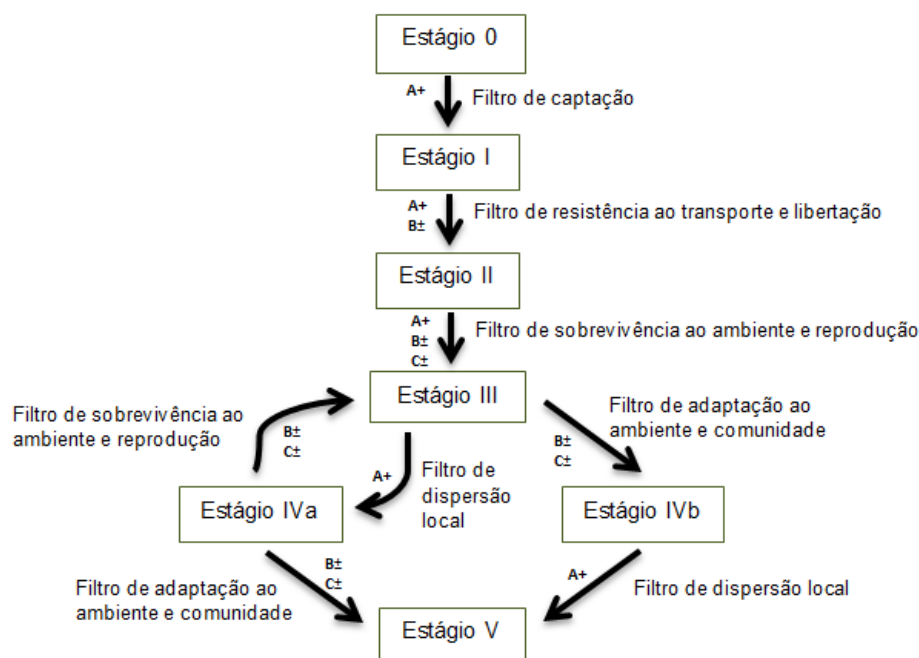 Estágio 0
A+
Filtro de captação
Estágio I
A+
B±
Filtro de resistência ao transporte e libertação
Estágio II
A+
B±
C±
Filtro de sobrevivência ao ambiente e reprodução
Estágio III
Filtro de sobrevivência ao
ambiente e reprodução
B±
C±
A+
Filtro de
dispersão
local
B±
C±
Filtro de adaptação ao
ambiente e comunidade
Estágio IVa
Estágio IVb
Filtro de adaptação ao
ambiente e comunidade
B±
C±
A+
Filtro de dispersão local
Estágio V